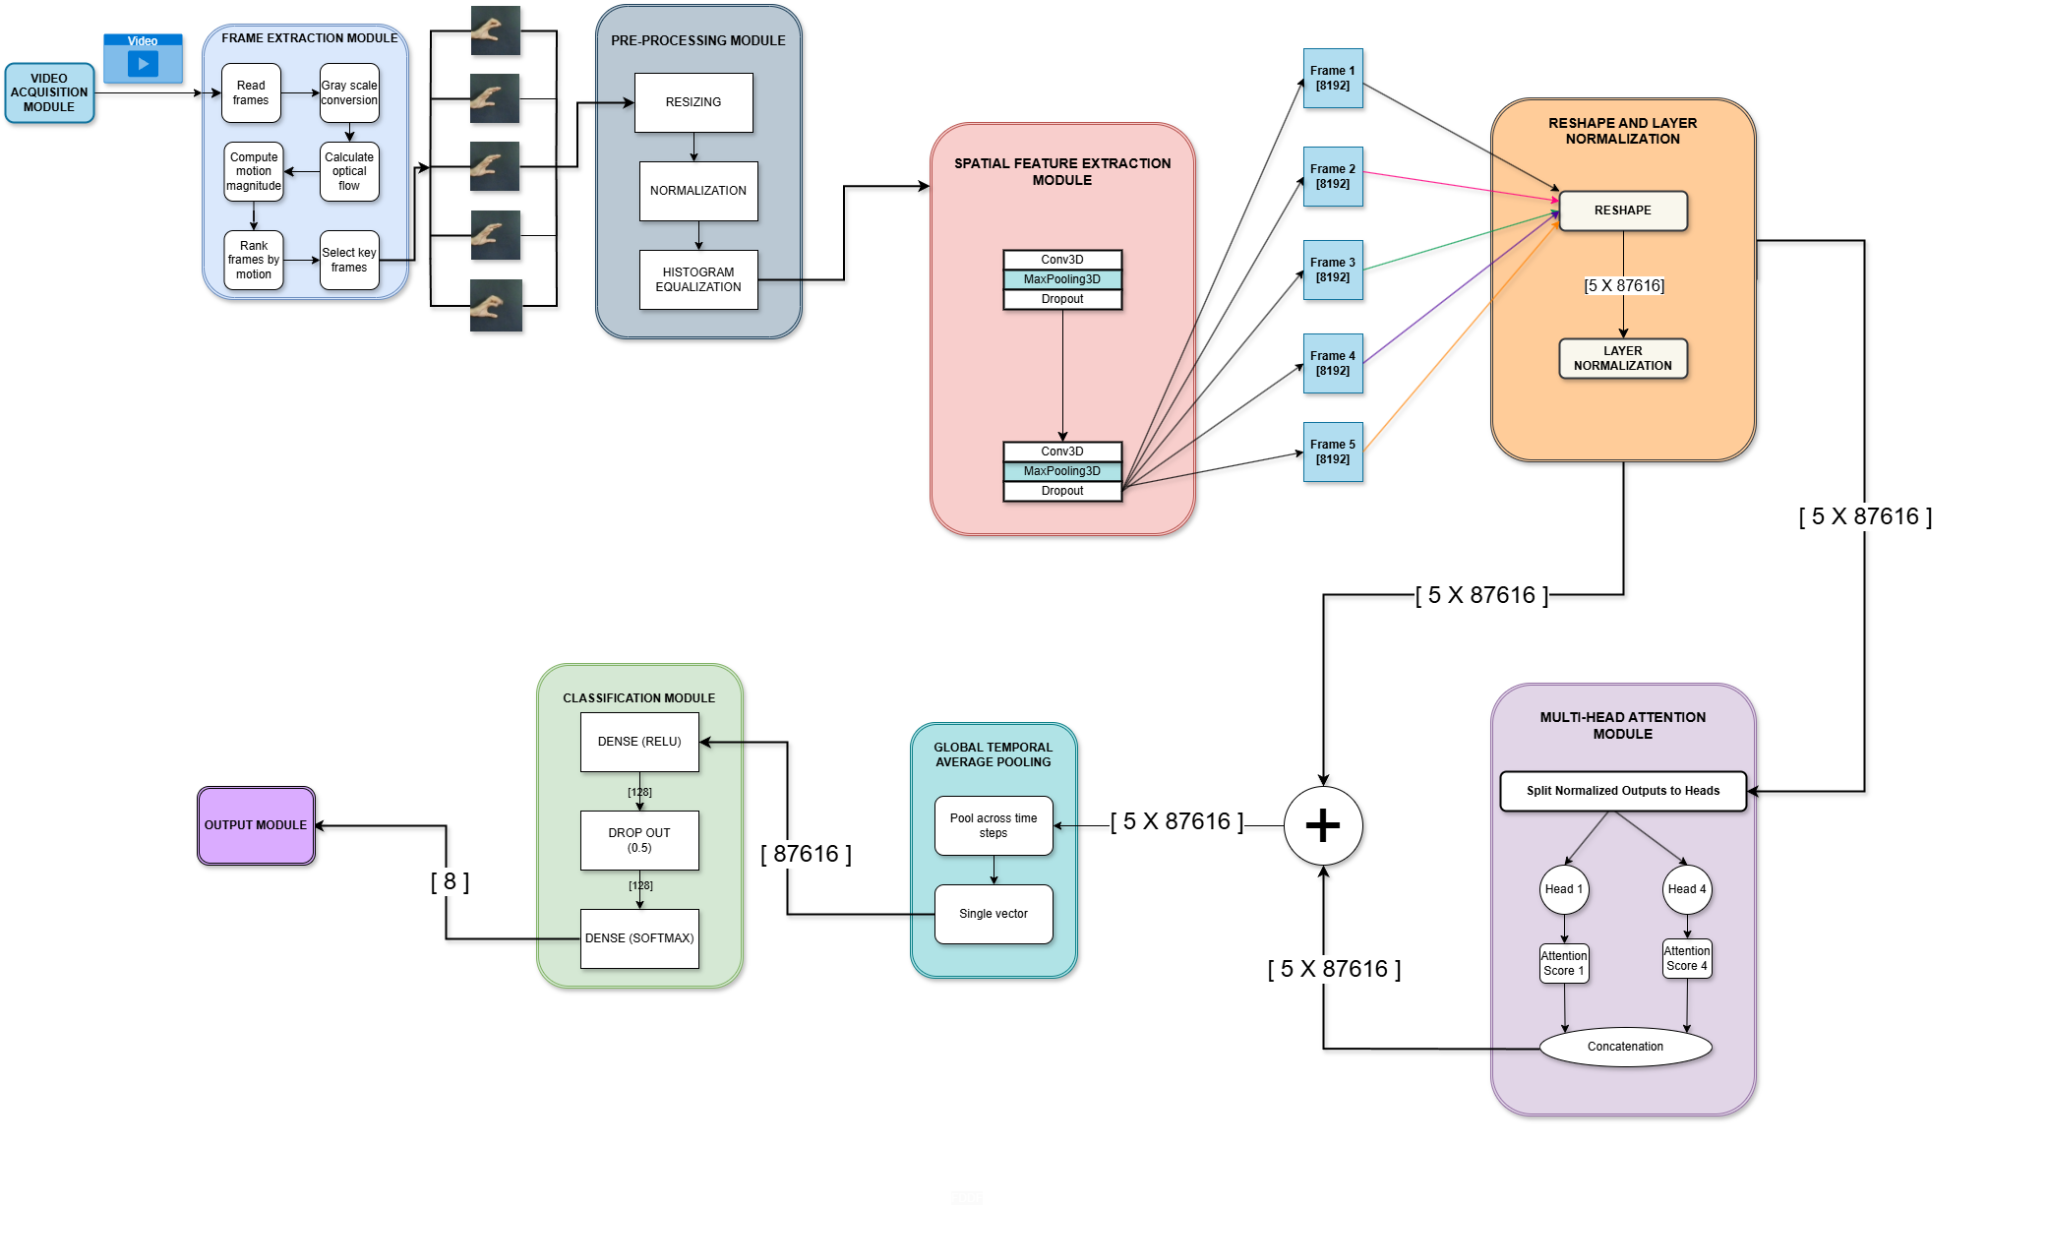 VIDEO
ACQUISITION
MODULE
Video
FRAME EXTRACTION MODULE
Read
frames
Gray scale
conversion
Compute
motion
magnitude
Calculate
optical
flow
Rank
frames by
motion
Select key
frames
PRE-PROCESSING MODULE
RESIZING
NORMALIZATION
HISTOGRAM
EQUALIZATION
SPATIAL FEATURE EXTRACTION
MODULE
Conv3D
MaxPooling3D
Dropout
Conv3D
MaxPooling3D
Dropout
Frame 1
[8192]
Frame 2
[8192]
Frame 3
[8192]
Frame 4
[8192]
Frame 5
[8192]
RESHAPE AND LAYER
NORMALIZATION
RESHAPE
[5 X 87616]
LAYER
NORMALIZATION
[ 5 X 87616 ]
[ 5 X 87616 ]
MULTI-HEAD ATTENTION
MODULE
Split Normalized Outputs to Heads
Head 1
Head 4
Attention
Score 1
Attention
Score 4
Concatenation
[ 5 X 87616 ]
+
[ 5 X 87616 ]
GLOBAL TEMPORAL
AVERAGE POOLING
Pool across time
steps
Single vector
[ 87616 ]
CLASSIFICATION MODULE
DENSE (RELU)
[128]
DROP OUT
(0.5)
[128]
DENSE (SOFTMAX)
[ 8 ]
OUTPUT MODULE